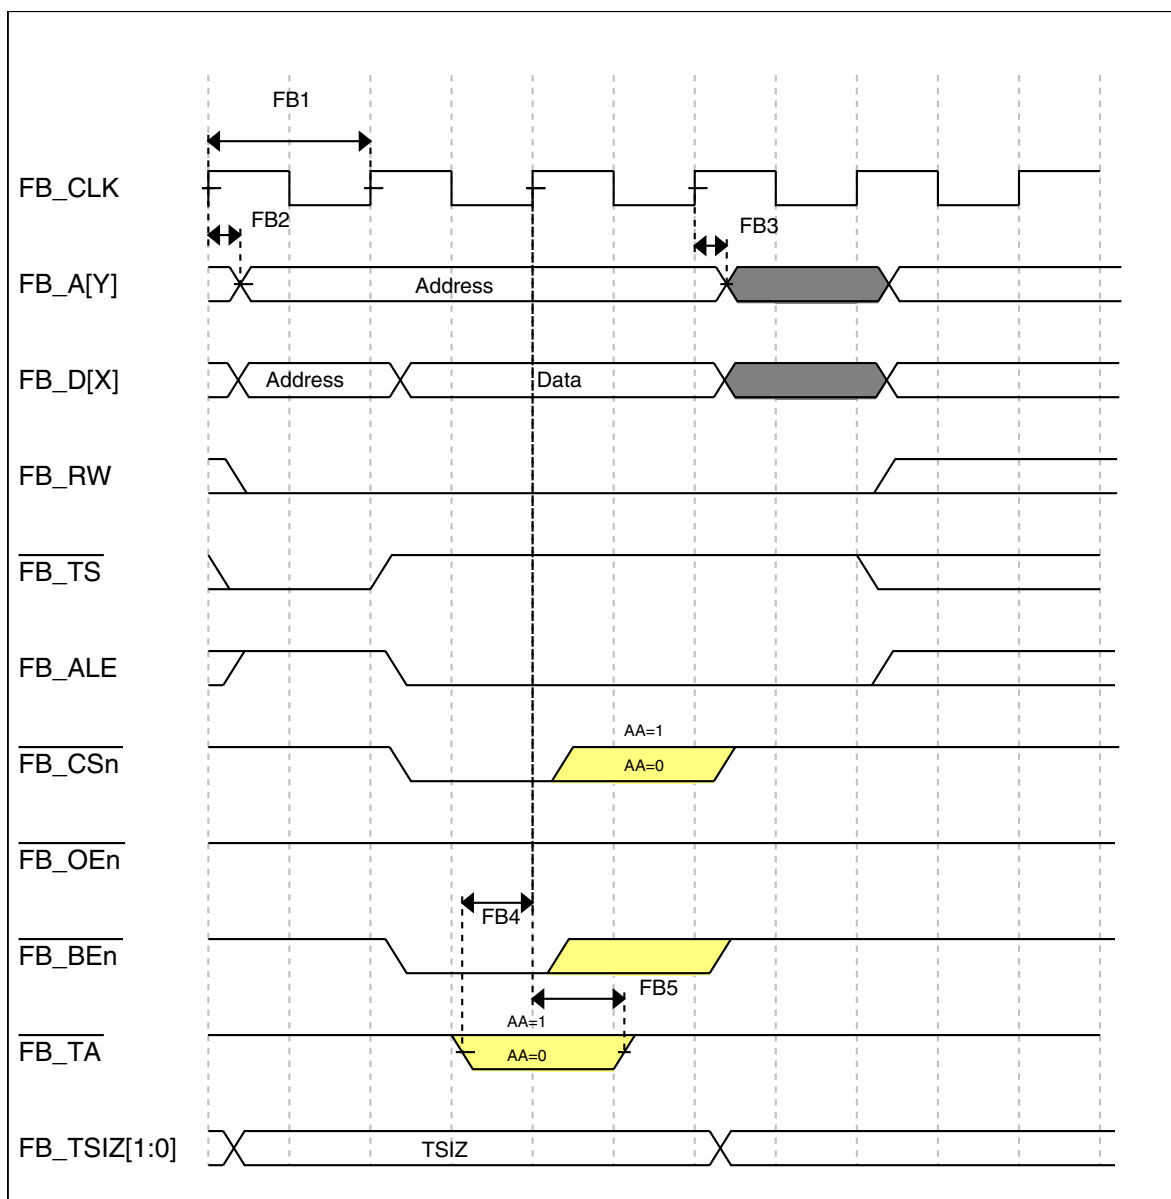 FB1
FB_CLK
FB2
FB3
FB_A[Y]
Address
FB_D[X]
Address
Data
FB_RW
FB_TS
FB_ALE
AA=1
FB_CSn
AA=0
FB_OEn
FB4
FB_BEn
FB5
AA=1
FB_TA
AA=0
FB_TSIZ[1:0]
TSIZ